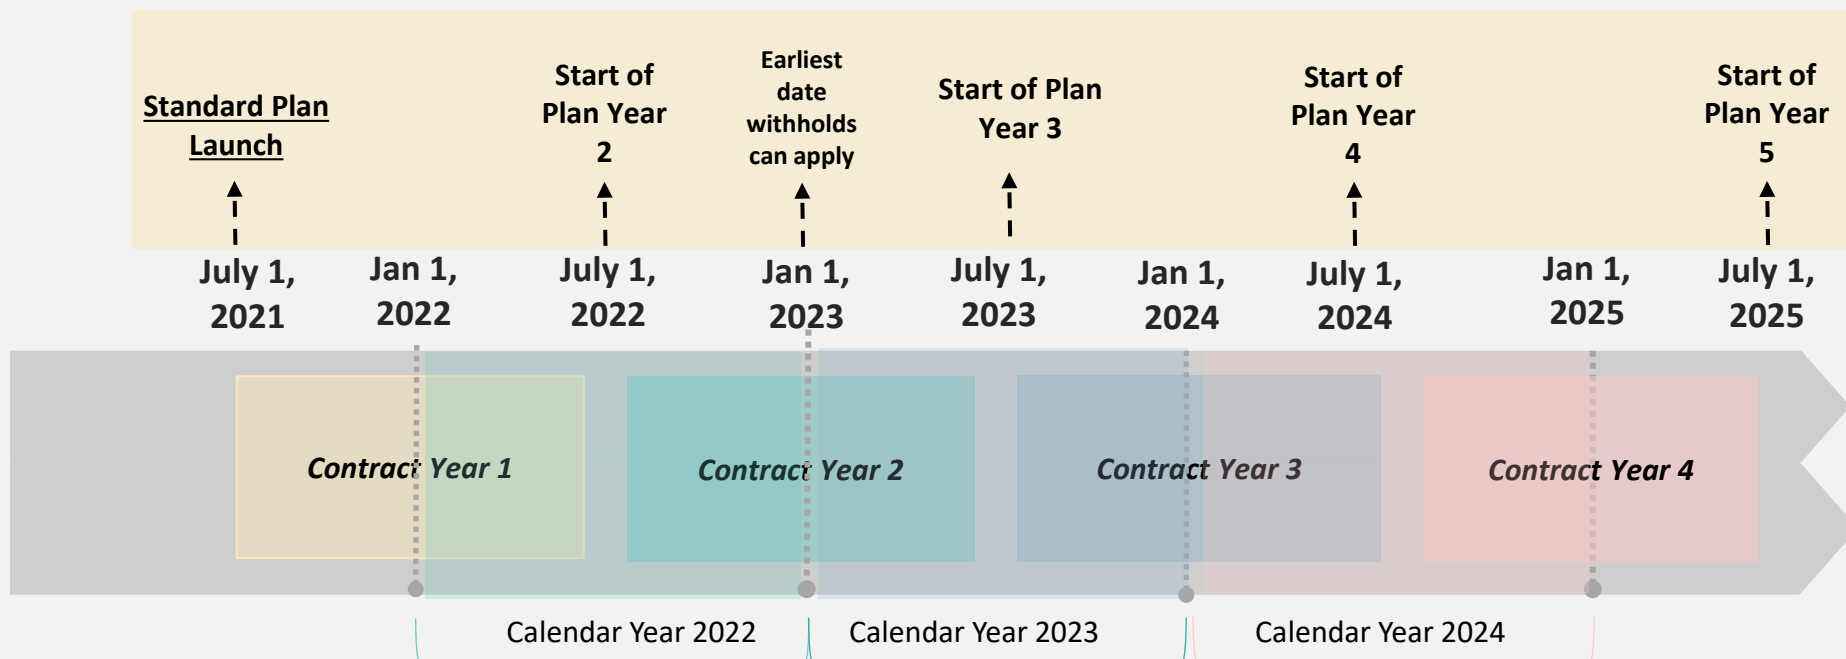 Standard Plan
Launch
Start of
Plan Year
2
Earliest
date
withholds
can apply
Start of Plan
Year 3
Start of
Plan Year
4
Start of
Plan Year
5
July 1,
2021
Jan 1,
2022
July 1,
2022
Jan 1,
2023
July 1,
2023
Jan 1,
2024
July 1,
2024
Jan 1,
2025
July 1,
2025
Contract Year 1
Contract Year 2
Contract Year 3
Contract Year 4
Calendar Year 2022
Calendar Year 2023
Calendar Year 2024